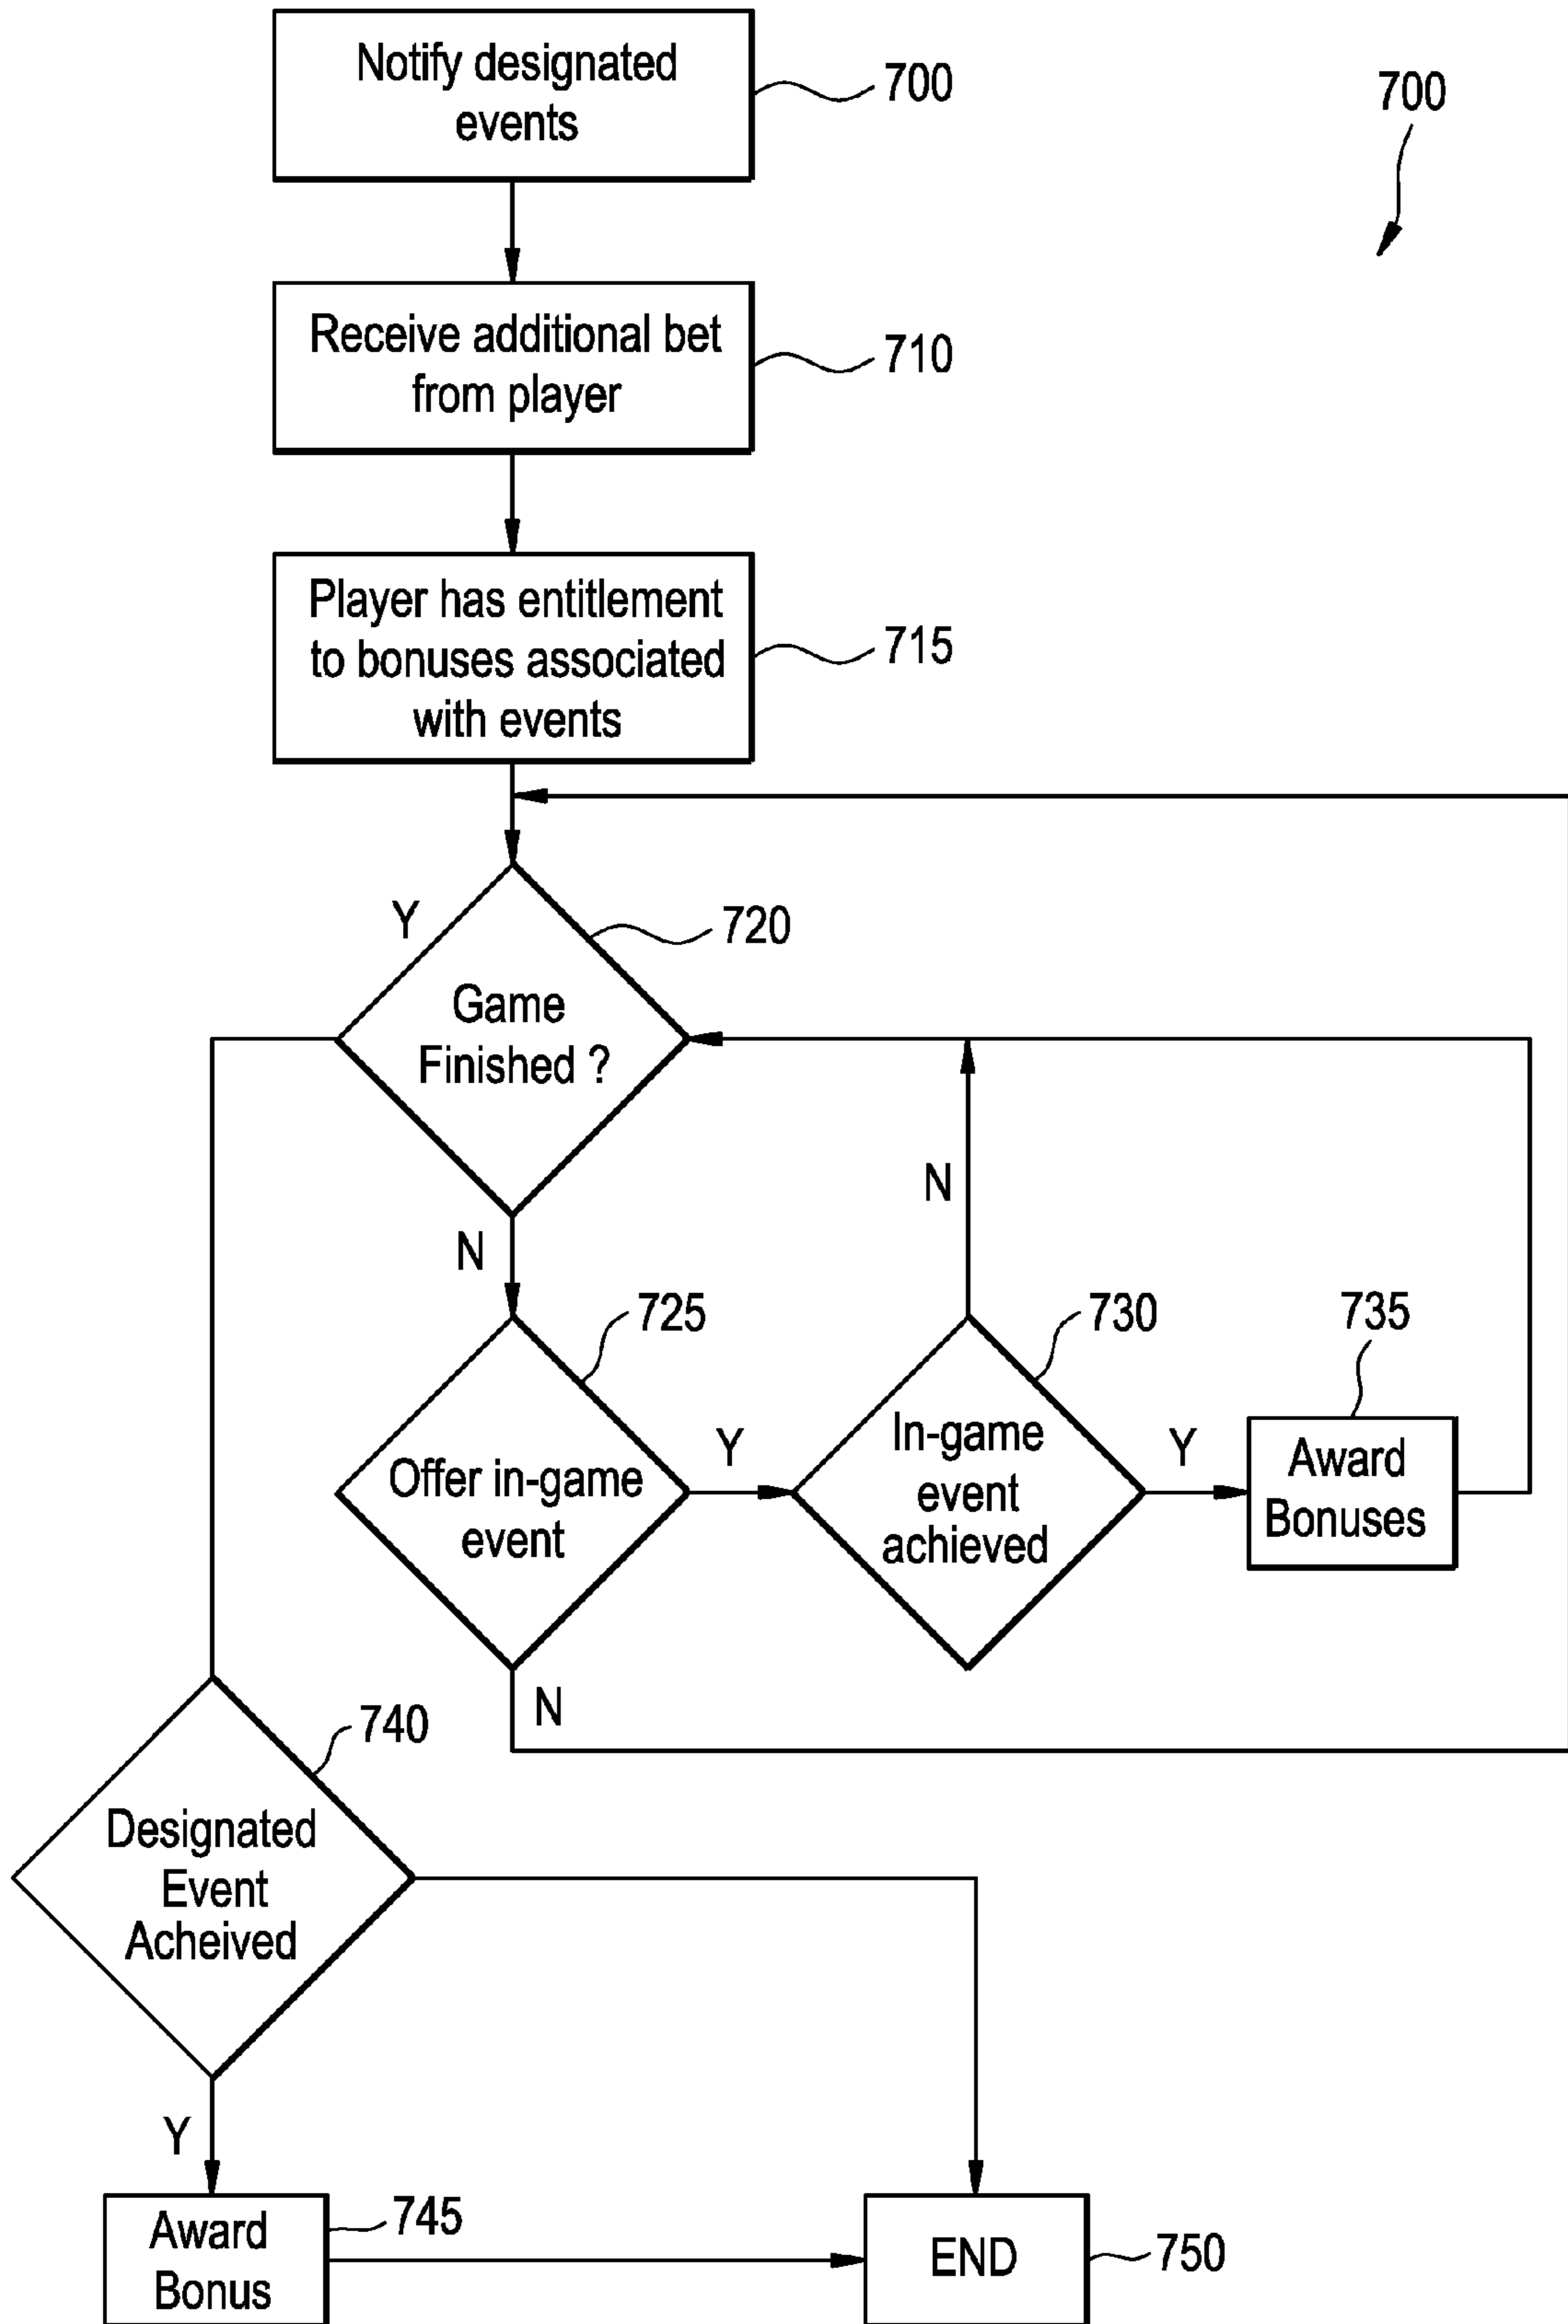 Notify designated
events
700
700
Receive additional bet
from player
710
Player has entitlement
to bonuses associated
with events
715
Y
720
Game
Finished ?
N
N
725
730
735
Offer in-game
event
Y
In-game
event
achieved
Y
Award
Bonuses
N
740
Designated
Event
Acheived
Y
Award
Bonus
745
END
750